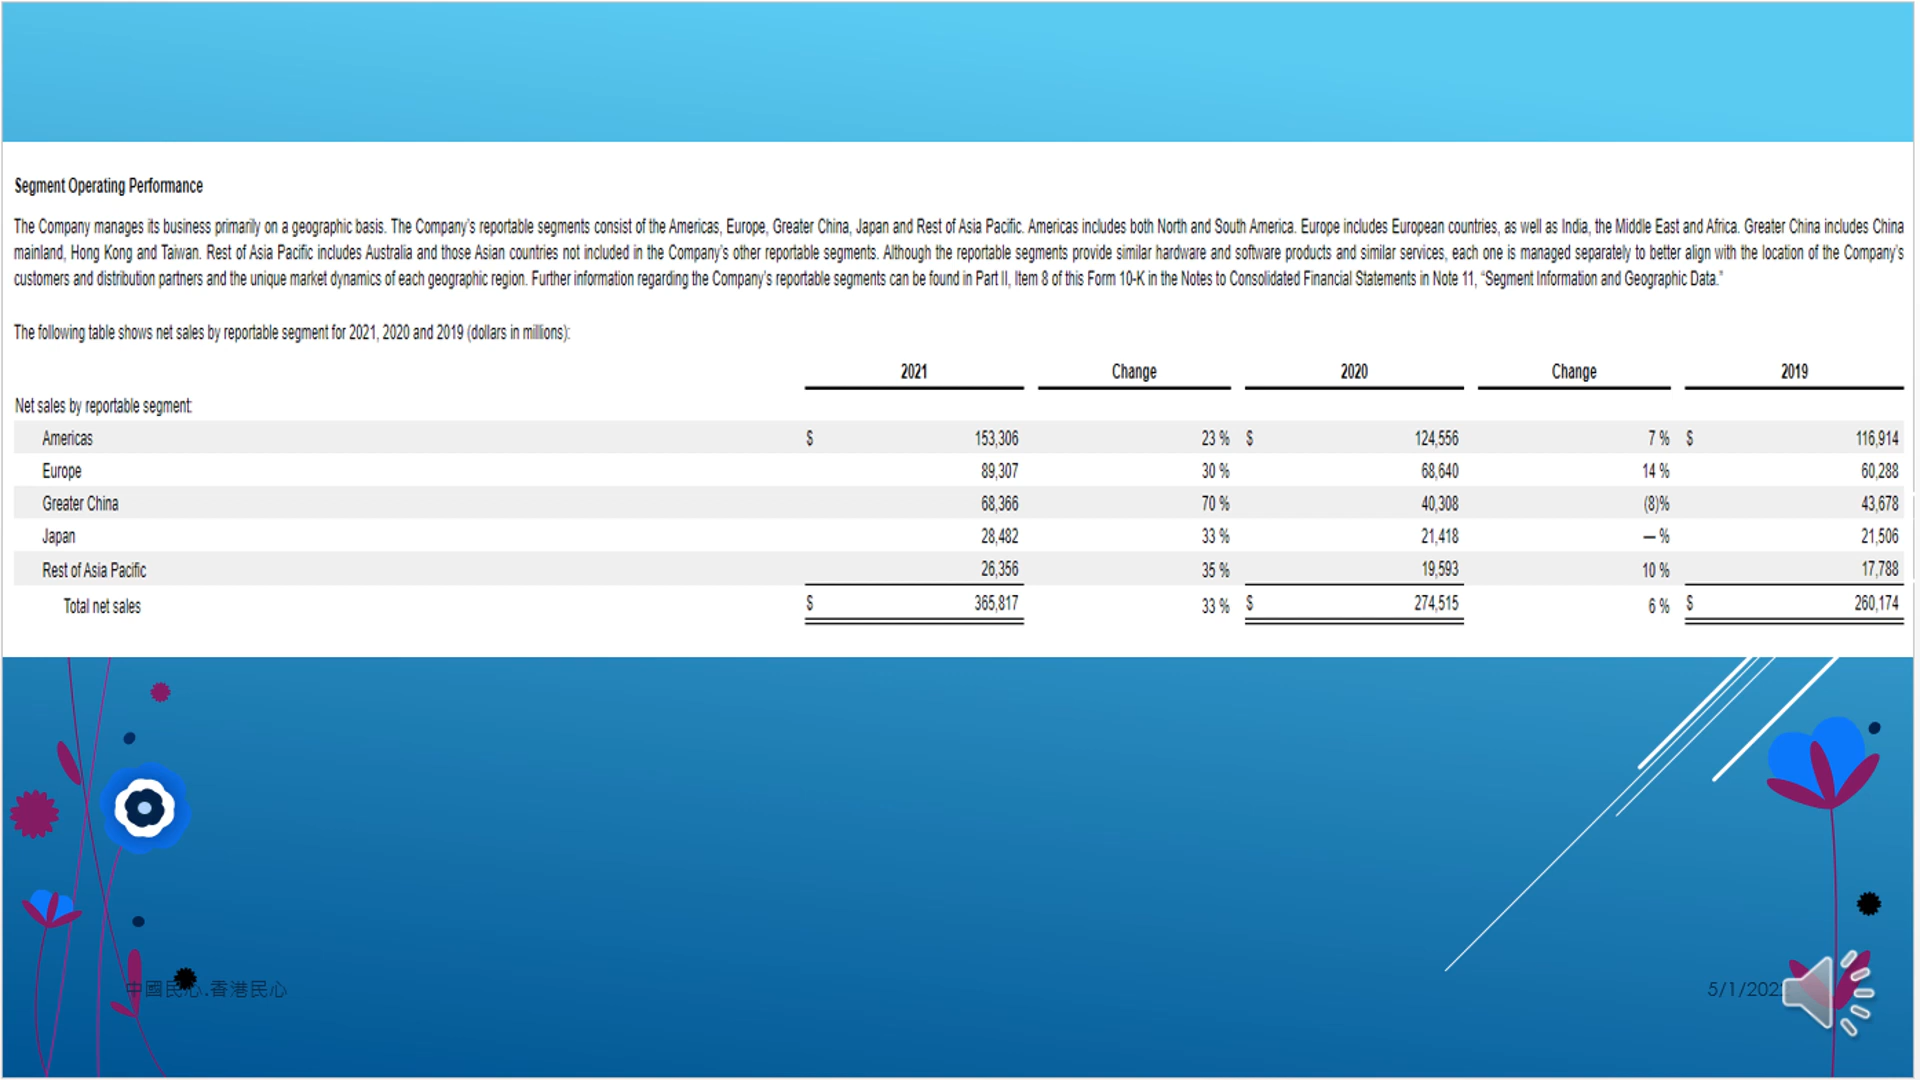 Segment Operating Performance
The Company manages its business primarily on a geographic basis. The Company's reportable segments consist of the Americas, Europe, Greater China, Japan and Rest of Asia Pacific. Americas includes both North and South America. Europe includes European countries, as well as India, the Middle East and Africa. Greater China includes China
mainland, Hong Kong and Taiwan. Rest of Asia Pacific includes Australia and those Asian countries not included in the Company's other reportable segments. Although the reportable segments provide similar hardware and software products and similar services, each one is managed separately to better align with the location of the Company's
customers and distribution partners and the unique market dynamics of each geographic region. Further information regarding the Company's reportable segments can be found in Part II, Item 8 of this Form 10-K in the Notes to Consolidated Financial Statements in Note 11, “Segment Information and Geographic Data.”
The following table shows net sales by reportable segment for 2021, 2020 and 2019 (dollars in millions):
2021 Change 2020 Change 2019
Net sales by reportable segment:
Americas $ 153,306 23 % $ 124,556 7 % $ 116,914
Europe 89,307 30 % 68,640 14 % 60,288
Greater China 68,366 70 % 40,308 (8)% 43,678
Japan 28,482 33 % 21,418 — % 21,506
Rest of Asia Pacific 26,356 35 % 19,593 10 % 17,788
Total net sales $ 365,817 33 % $ 274,515 6 % $ 260,174
中國民心.香港民心